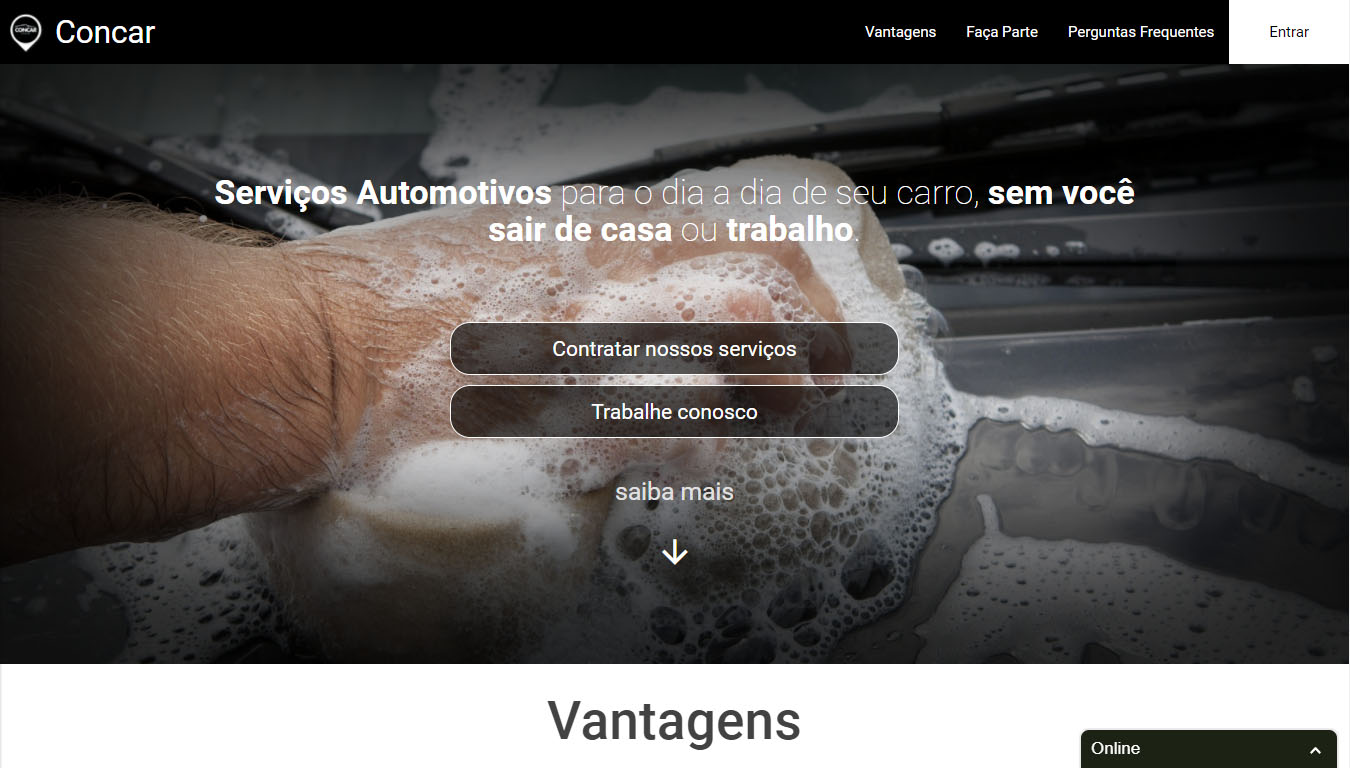 CONCAR
Concar
Vantagens
Faça Parte
Perguntas Frequentes
Entrar
Serviços Automotivos para o dia a dia de seu carro, sem você
sair de casa ou trabalho.
Contratar nossos serviços
Trabalhe conosco
saiba mais
Vantagens
Online